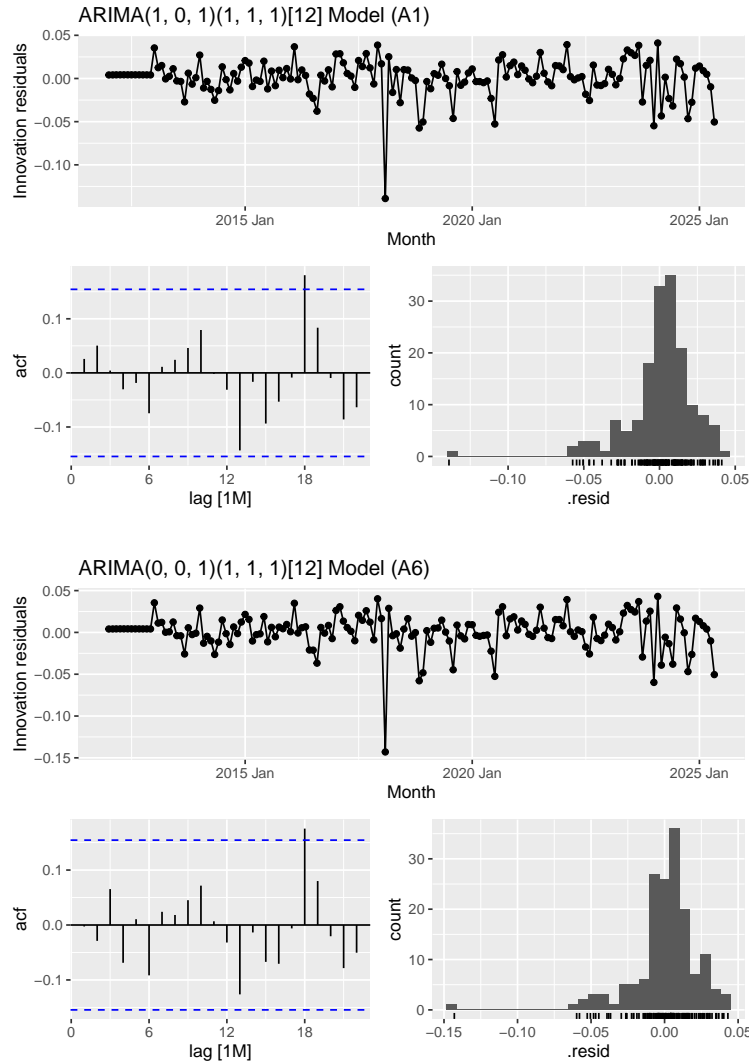 ARIMA(1, 0, 1)(1, 1, 1)[12] Model (A1)
Innovation residuals
0.05
0.00
−0.05
−0.10
2015 Jan
2020 Jan
2025 Jan
Month
acf
0.1
0.0
−0.1
0
6
12
18
lag [1M]
count
30
20
10
0
−0.10
−0.05
0.00
0.05
.resid
ARIMA(0, 0, 1)(1, 1, 1)[12] Model (A6)
Innovation residuals
0.05
0.00
−0.05
−0.10
−0.15
2015 Jan
2020 Jan
2025 Jan
Month
acf
0.1
0.0
−0.1
0
6
12
18
lag [1M]
count
30
20
10
0
−0.15
−0.10
−0.05
0.00
0.05
.resid